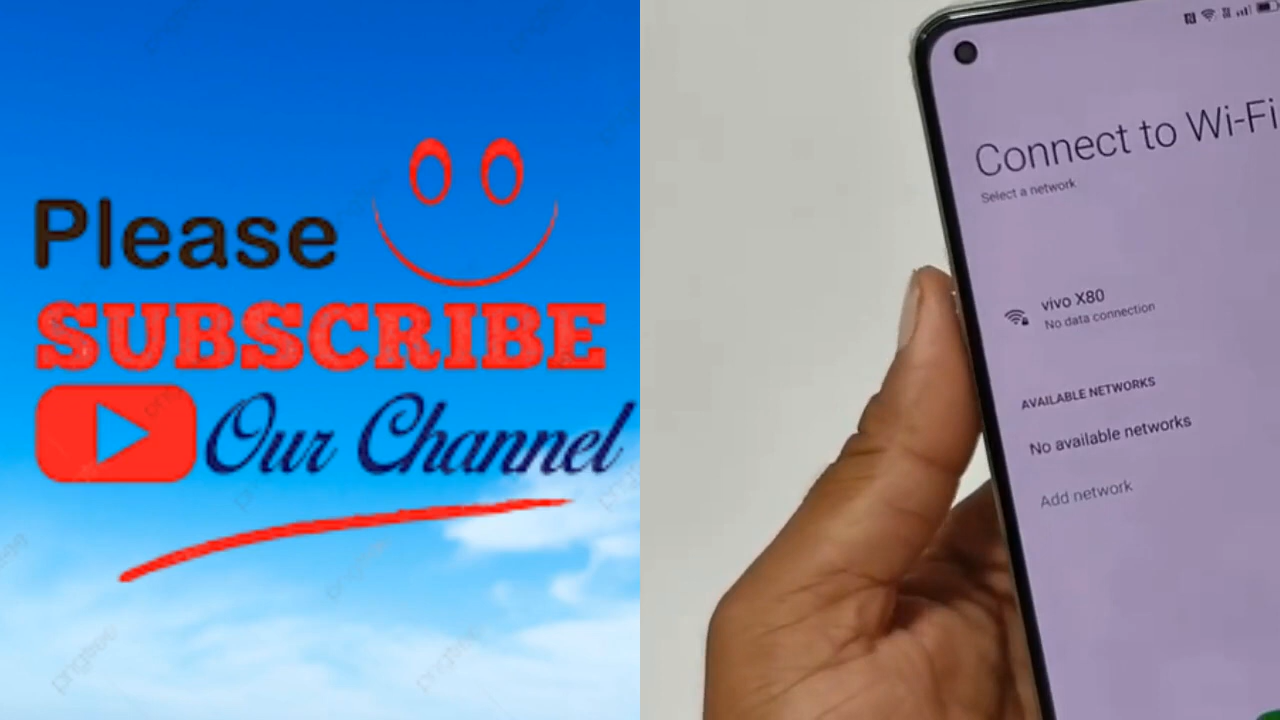 Please
SUBSCRIBE
Our Channel
Connect to Wi-Fi
Select a network
vivo X80
No data connection
AVAILABLE NETWORKS
No available networks
Add network